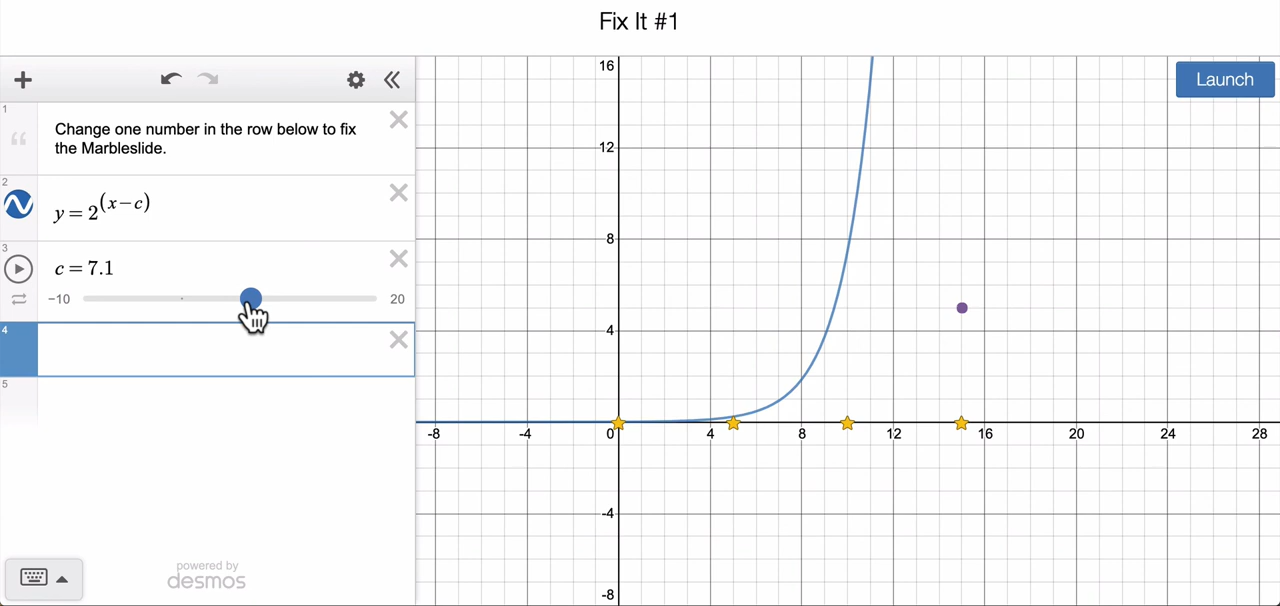 Fix It #1
1
Change one number in the row below to fix
the Marbleslide.
2
y = 2^(x−c)
3
c = 7.1
−10
20
4
5
powered by
desmos
Launch
16
12
8
4
-8
-4
0
4
8
12
16
20
24
28
-4
-8